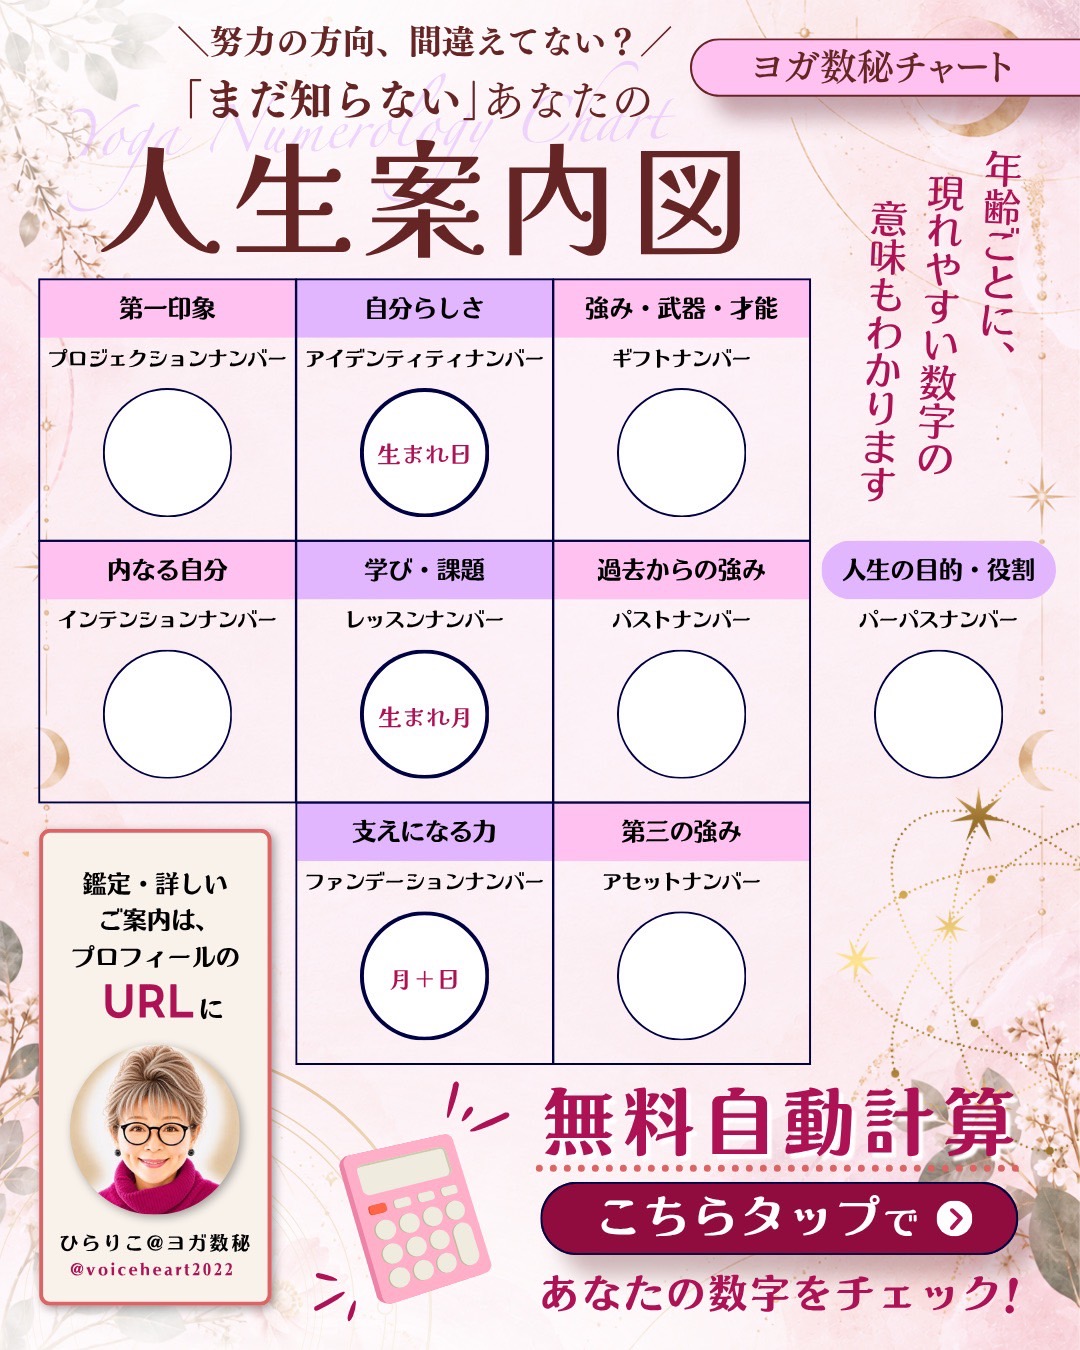 ＼努力の方向、間違えてない？／
「まだ知らない」あなたの
Yoga Numerology Chart
人生案内図
ヨガ数秘チャート
年齢ごとに、
現れやすい数字の
意味もわかります
第一印象
プロジェクションナンバー
自分らしさ
アイデンティティナンバー
生まれ日
強み・武器・才能
ギフトナンバー
内なる自分
インテンションナンバー
学び・課題
レッスンナンバー
生まれ月
過去からの強み
パストナンバー
人生の目的・役割
パーパスナンバー
支えになる力
ファンデーションナンバー
月＋日
第三の強み
アセットナンバー
鑑定・詳しい
ご案内は、
プロフィールの
URLに
ひらりこ@ヨガ数秘
@voiceheart2022
無料自動計算
こちらタップで
あなたの数字をチェック!